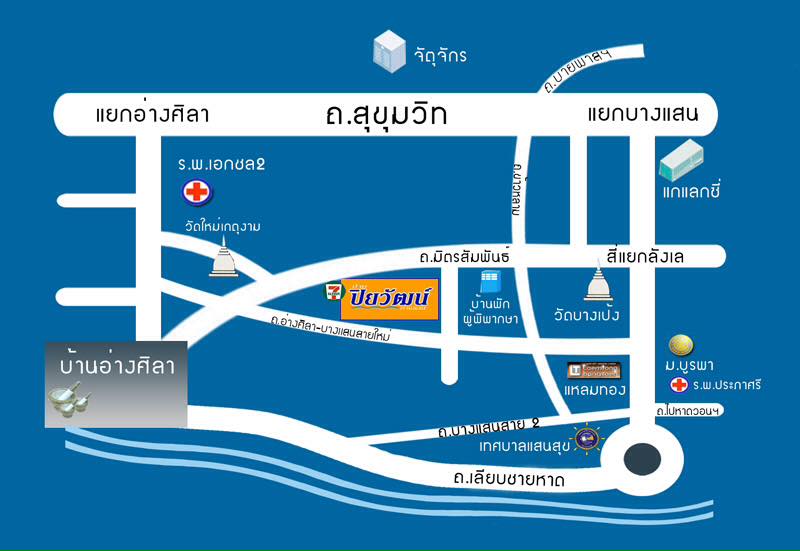 จัตุจักร
ถ.บายพาสฯ
แยกอ่างศิลา
ถ.สุขุมวิท
แยกบางแสน
ร.พ.เอกชล2
ถ.ข้าวหลาม
แกแลกซี่
วัดใหม่เกตุงาม
ถ.มิตรสัมพันธ์
สี่แยกลังเล
ปิยวัฒน์
บ้านพัก
ผู้พิพากษา
วัดบางเป้ง
ถ.อ่างศิลา-บางแสนสายใหม่
บ้านอ่างศิลา
ม.บูรพา
ร.พ.ประกาศรี
แหลมทอง
ถ.ไปหาดวอนฯ
ถ.บางแสนสาย 2
เทศบาลแสนสุข
ถ.เลียบชายหาด